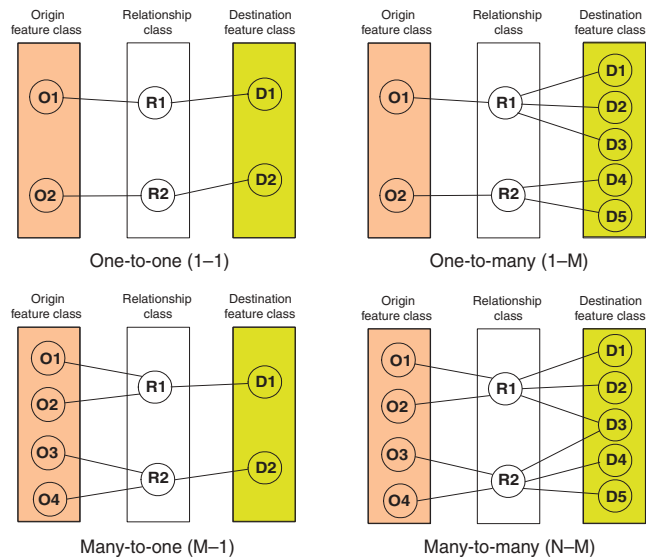 Origin feature class
Relationship class
Destination feature class
O1
R1
D1
O2
R2
D2
One-to-one (1–1)
Origin feature class
Relationship class
Destination feature class
O1
R1
D1
D2
D3
O2
R2
D4
D5
One-to-many (1–M)
Origin feature class
Relationship class
Destination feature class
O1
O2
R1
D1
O3
O4
R2
D2
Many-to-one (M–1)
Origin feature class
Relationship class
Destination feature class
O1
O2
R1
D1
D2
D3
O3
O4
R2
D4
D5
Many-to-many (N–M)